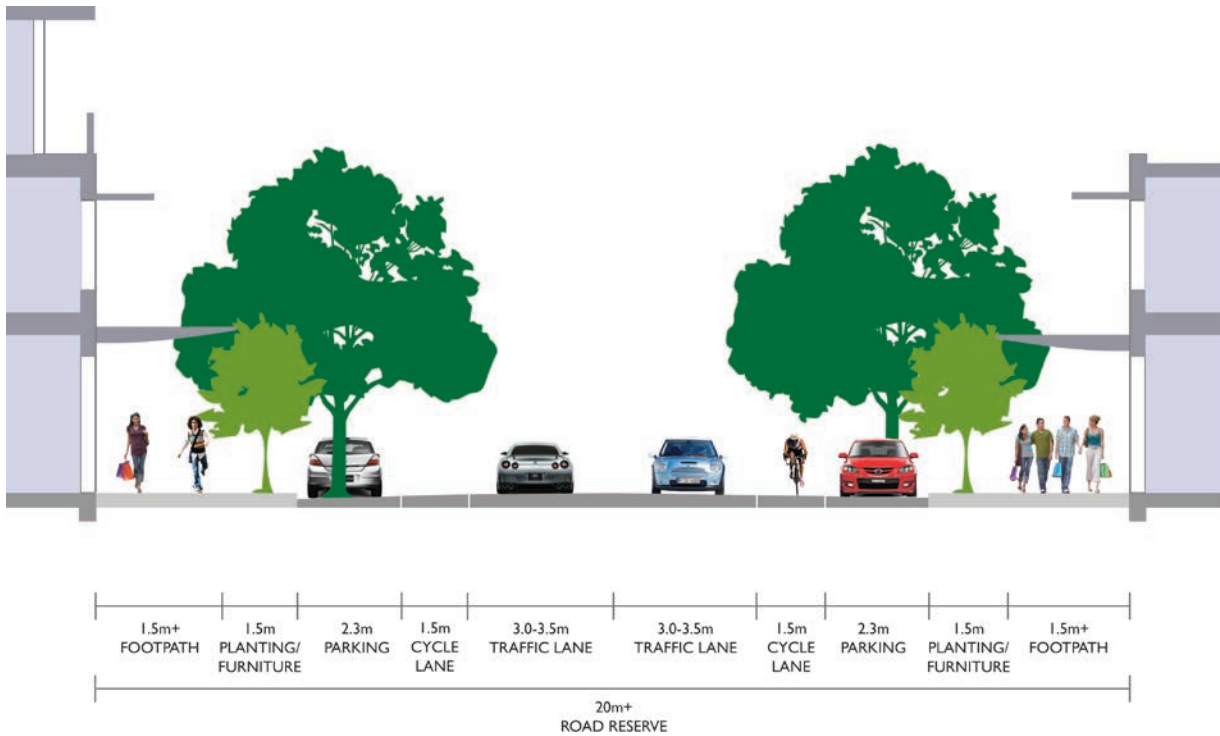 1.5m+
FOOTPATH
1.5m
PLANTING/
FURNITURE
2.3m
PARKING
1.5m
CYCLE
LANE
3.0-3.5m
TRAFFIC LANE
3.0-3.5m
TRAFFIC LANE
1.5m
CYCLE
LANE
2.3m
PARKING
1.5m
PLANTING/
FURNITURE
1.5m+
FOOTPATH
20m+
ROAD RESERVE